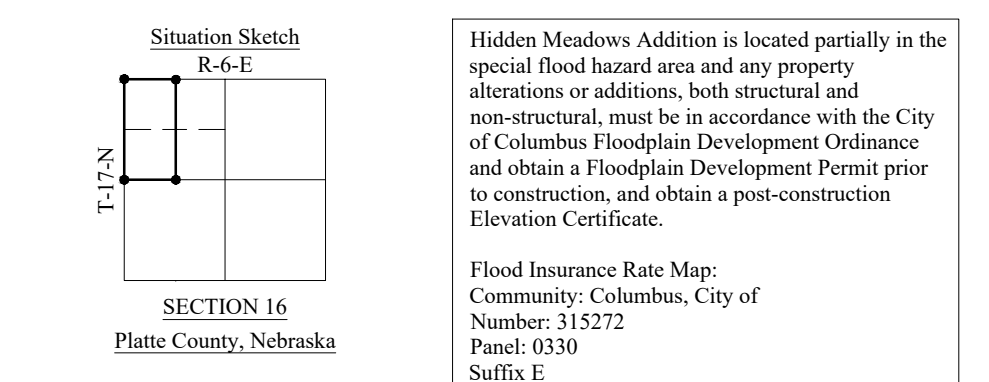 Situation Sketch
R-6-E
T-17-N
SECTION 16
Platte County, Nebraska
Hidden Meadows Addition is located partially in the
special flood hazard area and any property
alterations or additions, both structural and
non-structural, must be in accordance with the City
of Columbus Floodplain Development Ordinance
and obtain a Floodplain Development Permit prior
to construction, and obtain a post-construction
Elevation Certificate.
Flood Insurance Rate Map:
Community: Columbus, City of
Number: 315272
Panel: 0330
Suffix E